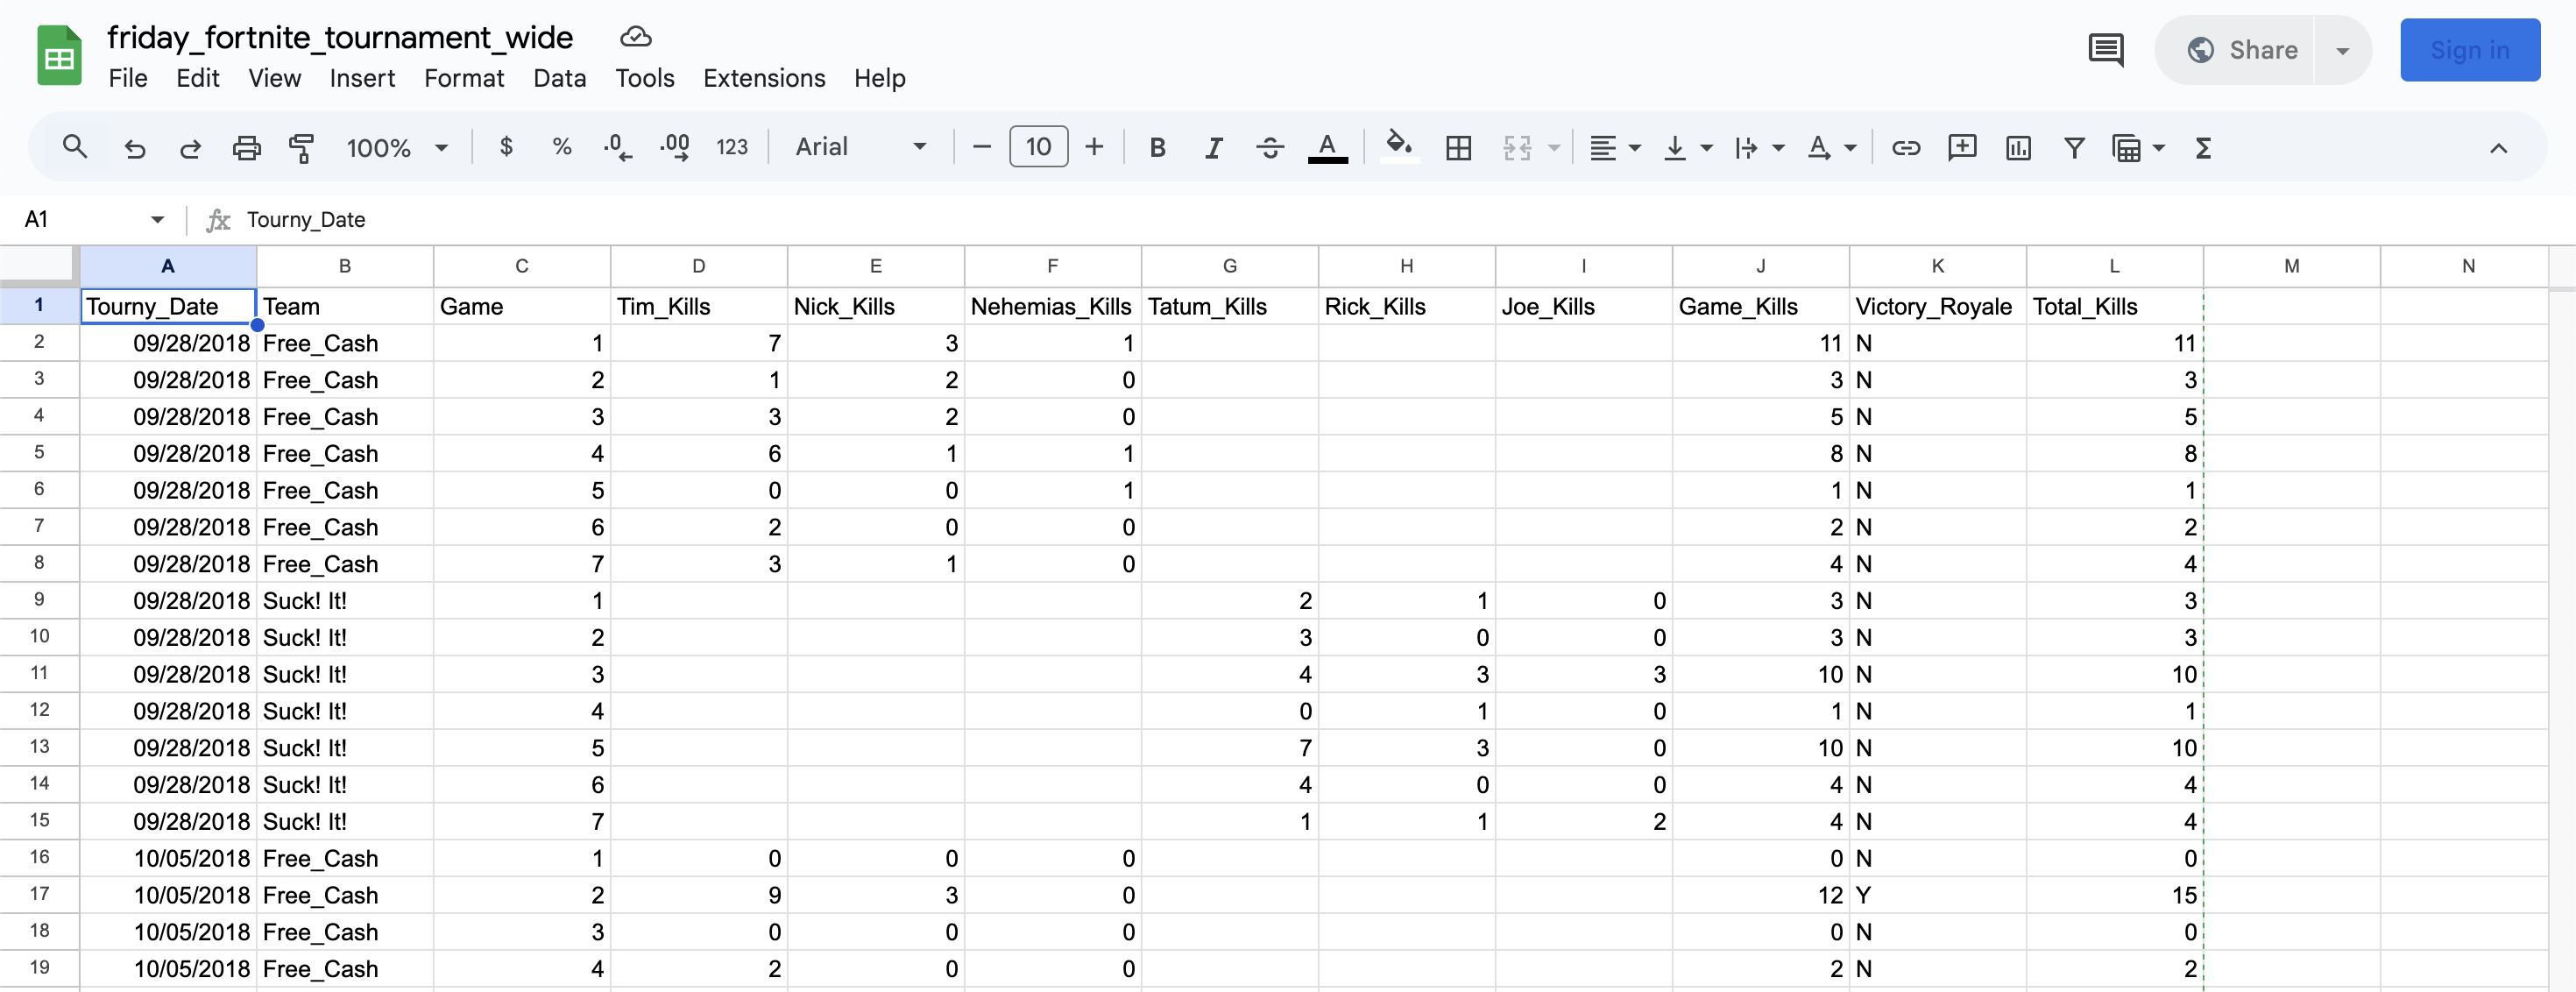 friday_fortnite_tournament_wide
File Edit View Insert Format Data Tools Extensions Help
Share
Sign in
100% $ % .0 .00 123 Arial 10 B I S A A Σ
A1 fx Tourny_Date
A B C D E F G H I J K L M N
1 Tourny_Date Team Game Tim_Kills Nick_Kills Nehemias_Kills Tatum_Kills Rick_Kills Joe_Kills Game_Kills Victory_Royale Total_Kills
2 09/28/2018 Free_Cash 1 7 3 1 11 N 11
3 09/28/2018 Free_Cash 2 1 2 0 3 N 3
4 09/28/2018 Free_Cash 3 3 2 0 5 N 5
5 09/28/2018 Free_Cash 4 6 1 1 8 N 8
6 09/28/2018 Free_Cash 5 0 0 1 1 N 1
7 09/28/2018 Free_Cash 6 2 0 0 2 N 2
8 09/28/2018 Free_Cash 7 3 1 0 4 N 4
9 09/28/2018 Suck! It! 1 2 1 0 3 N 3
10 09/28/2018 Suck! It! 2 3 0 0 3 N 3
11 09/28/2018 Suck! It! 3 4 3 3 10 N 10
12 09/28/2018 Suck! It! 4 0 1 0 1 N 1
13 09/28/2018 Suck! It! 5 7 3 0 10 N 10
14 09/28/2018 Suck! It! 6 4 0 0 4 N 4
15 09/28/2018 Suck! It! 7 1 1 2 4 N 4
16 10/05/2018 Free_Cash 1 0 0 0 0 N 0
17 10/05/2018 Free_Cash 2 9 3 0 12 Y 15
18 10/05/2018 Free_Cash 3 0 0 0 0 N 0
19 10/05/2018 Free_Cash 4 2 0 0 2 N 2